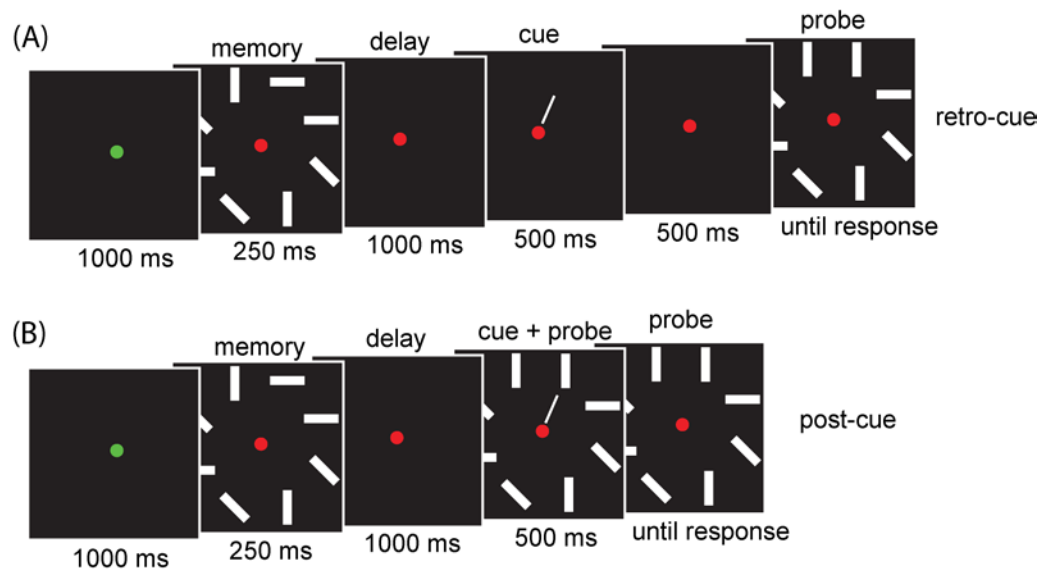 (A)
memory
delay
cue
probe
retro-cue
1000 ms
250 ms
1000 ms
500 ms
500 ms
until response
(B)
memory
delay
cue + probe
probe
post-cue
1000 ms
250 ms
1000 ms
500 ms
until response